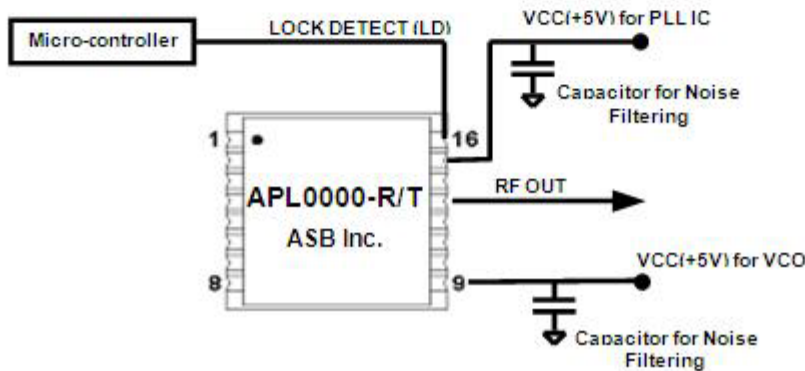 VCC(+5V) for PLL IC
Micro-controller
LOCK DETECT (LD)
Capacitor for Noise
Filtering
1
16
APL0000-R/T
RF OUT
ASB Inc.
VCC(+5V) for VCO
8
9
Capacitor for Noise
Filtering